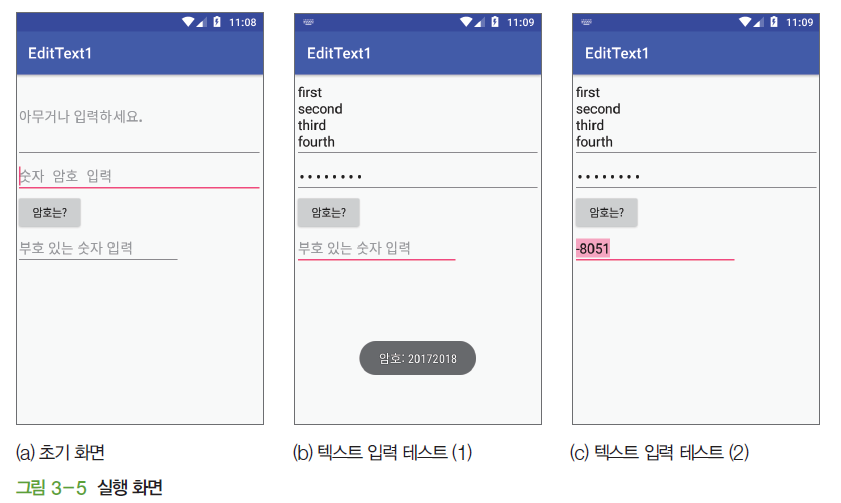 11:08
EditText1
아무거나 입력하세요.
숫자 암호 입력
암호는?
부호 있는 숫자 입력
(a) 초기 화면
11:09
EditText1
first
second
third
fourth
••••••••
암호는?
부호 있는 숫자 입력
암호: 20172018
(b) 텍스트 입력 테스트 (1)
11:09
EditText1
first
second
third
fourth
••••••••
암호는?
-8051
(c) 텍스트 입력 테스트 (2)
그림 3-5 실행 화면